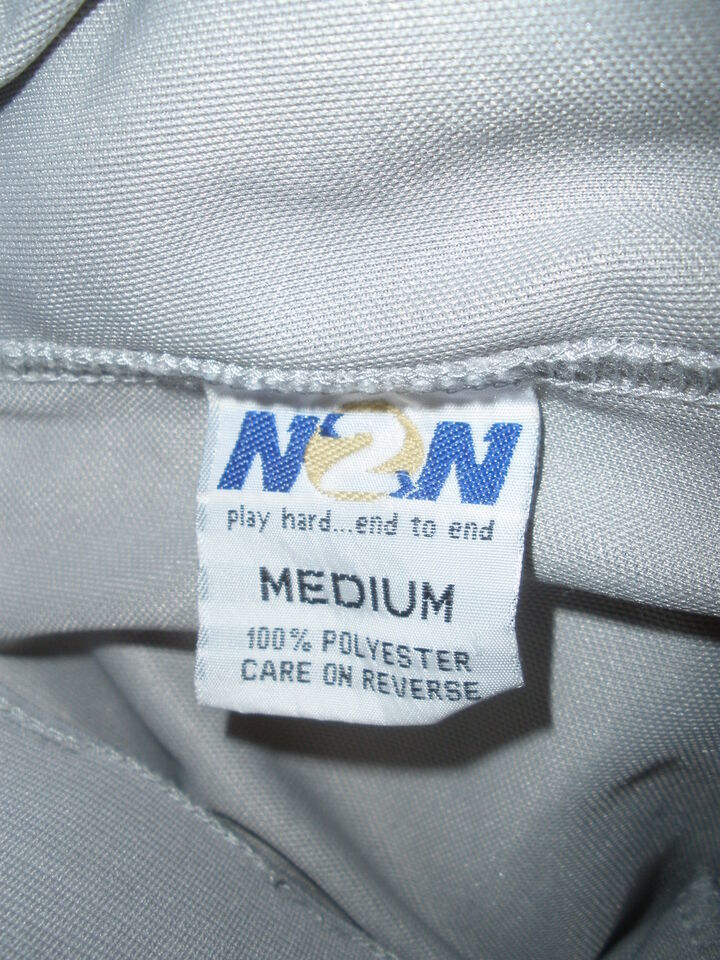 N2N
play hard...end to end
MEDIUM
100% POLYESTER
CARE ON REVERSE